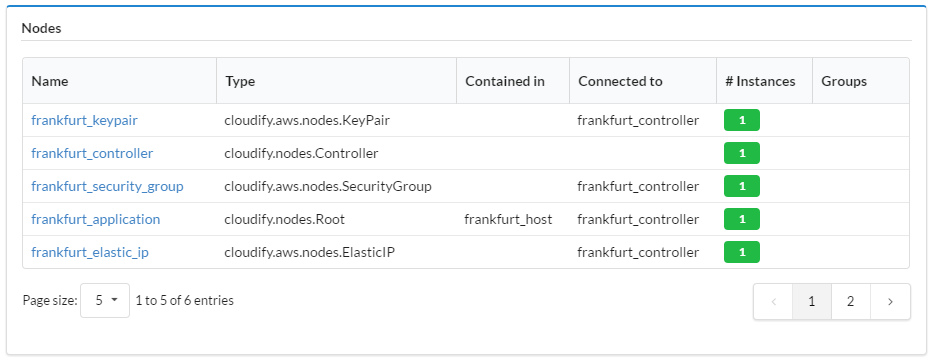 Nodes
Name Type Contained in Connected to # Instances Groups
frankfurt_keypair cloudify.aws.nodes.KeyPair frankfurt_controller 1
frankfurt_controller cloudify.nodes.Controller 1
frankfurt_security_group cloudify.aws.nodes.SecurityGroup frankfurt_controller 1
frankfurt_application cloudify.nodes.Root frankfurt_host frankfurt_controller 1
frankfurt_elastic_ip cloudify.aws.nodes.ElasticIP frankfurt_controller 1
Page size: 5 1 to 5 of 6 entries ‹ 1 2 ›